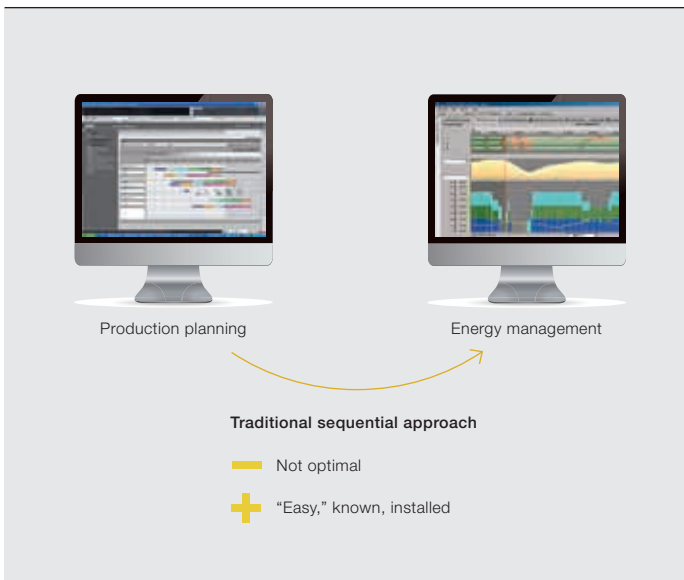 Production planning
Energy management
Traditional sequential approach
Not optimal
“Easy,” known, installed